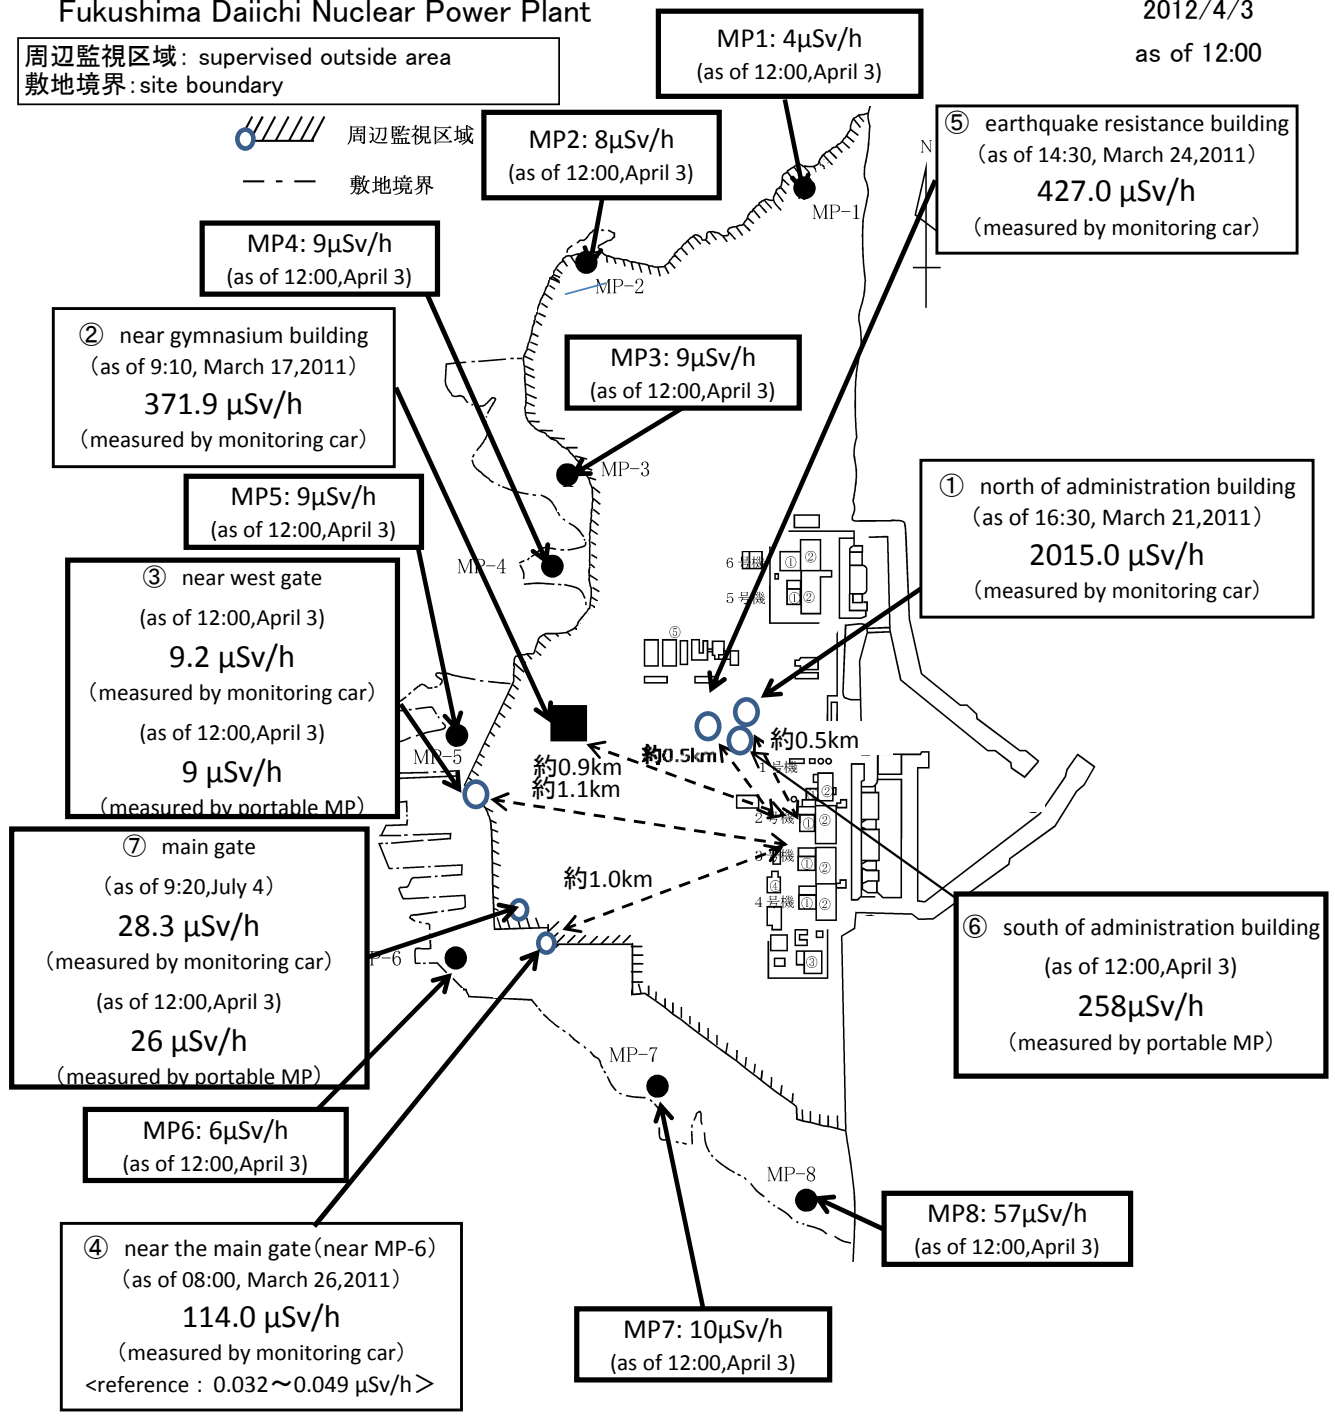 Fukushima Daiichi Nuclear Power Plant
2012/4/3
as of 12:00
周辺監視区域: supervised outside area
敷地境界:site boundary
周辺監視区域
敷地境界
MP1: 4μSv/h
(as of 12:00,April 3)
MP2: 8μSv/h
(as of 12:00,April 3)
⑤ earthquake resistance building
(as of 14:30, March 24,2011)
427.0 μSv/h
(measured by monitoring car)
N
MP-1
MP4: 9μSv/h
(as of 12:00,April 3)
MP-2
② near gymnasium building
(as of 9:10, March 17,2011)
371.9 μSv/h
(measured by monitoring car)
MP3: 9μSv/h
(as of 12:00,April 3)
MP-3
MP5: 9μSv/h
(as of 12:00,April 3)
① north of administration building
(as of 16:30, March 21,2011)
2015.0 μSv/h
(measured by monitoring car)
MP-4
6号機
① ②
5号機
① ②
③ near west gate
(as of 12:00,April 3)
9.2 μSv/h
(measured by monitoring car)
(as of 12:00,April 3)
9 μSv/h
(measured by portable MP)
⑤
MP-5
約0.9km
約1.1km
約0.5km
約0.5km
1号機
②
2号機
① ②
3号機
① ②
④
4号機
① ②
③
約1.0km
⑦ main gate
(as of 9:20,July 4)
28.3 μSv/h
(measured by monitoring car)
(as of 12:00,April 3)
26 μSv/h
(measured by portable MP)
P-6
⑥ south of administration building
(as of 12:00,April 3)
258μSv/h
(measured by portable MP)
MP-7
MP6: 6μSv/h
(as of 12:00,April 3)
MP-8
MP8: 57μSv/h
(as of 12:00,April 3)
④ near the main gate(near MP-6)
(as of 08:00, March 26,2011)
114.0 μSv/h
(measured by monitoring car)
<reference : 0.032～0.049 μSv/h>
MP7: 10μSv/h
(as of 12:00,April 3)